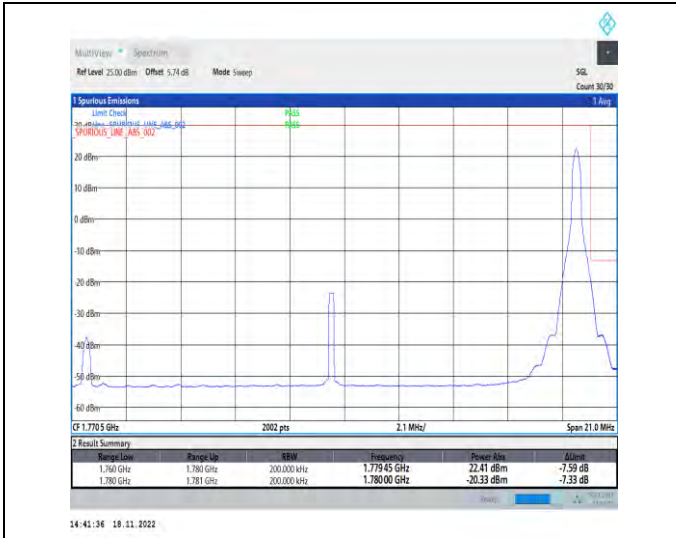 MultiView Spectrum
Ref Level 25.00 dBm Offset 5.74 dB Mode Sweep SGL
Count 30/30
1 Spurious Emissions 1 Avg
Limit Check PASS
PASS
SPURIOUS_LINE_ABS_002
20 dBm
10 dBm
0 dBm
-10 dBm
-20 dBm
-30 dBm
-40 dBm
-50 dBm
-60 dBm
CF 1.7705 GHz 2002 pts 2.1 MHz/ Span 21.0 MHz
2 Result Summary
Range Low Range Up RBW Frequency Power Abs ΔLimit
1.760 GHz 1.780 GHz 200.000 kHz 1.77945 GHz 22.41 dBm -7.59 dB
1.780 GHz 1.781 GHz 200.000 kHz 1.78000 GHz -20.33 dBm -7.33 dB
14:41:36 18.11.2022